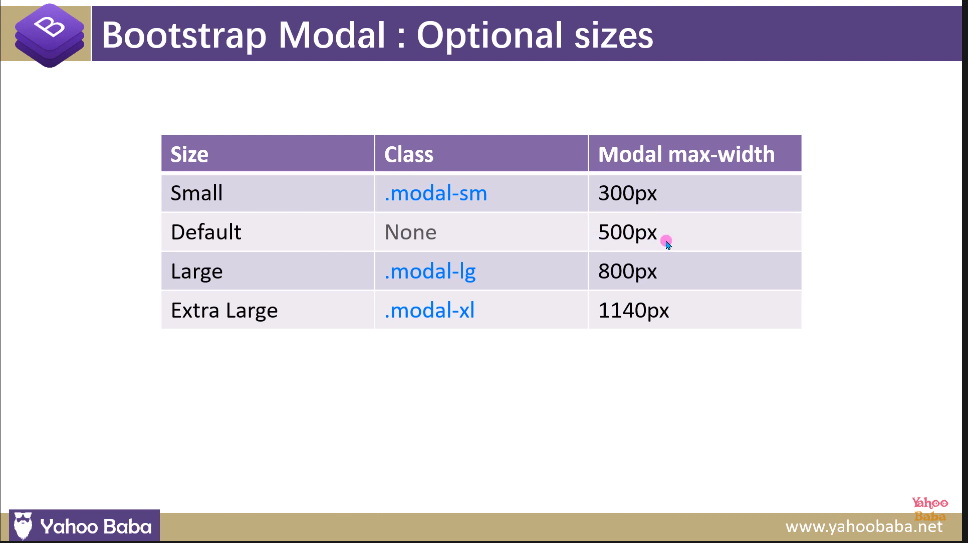 B
Bootstrap Modal : Optional sizes
Size Class Modal max-width
Small .modal-sm 300px
Default None 500px
Large .modal-lg 800px
Extra Large .modal-xl 1140px
Yahoo
Baba
Yahoo Baba
www.yahoobaba.net